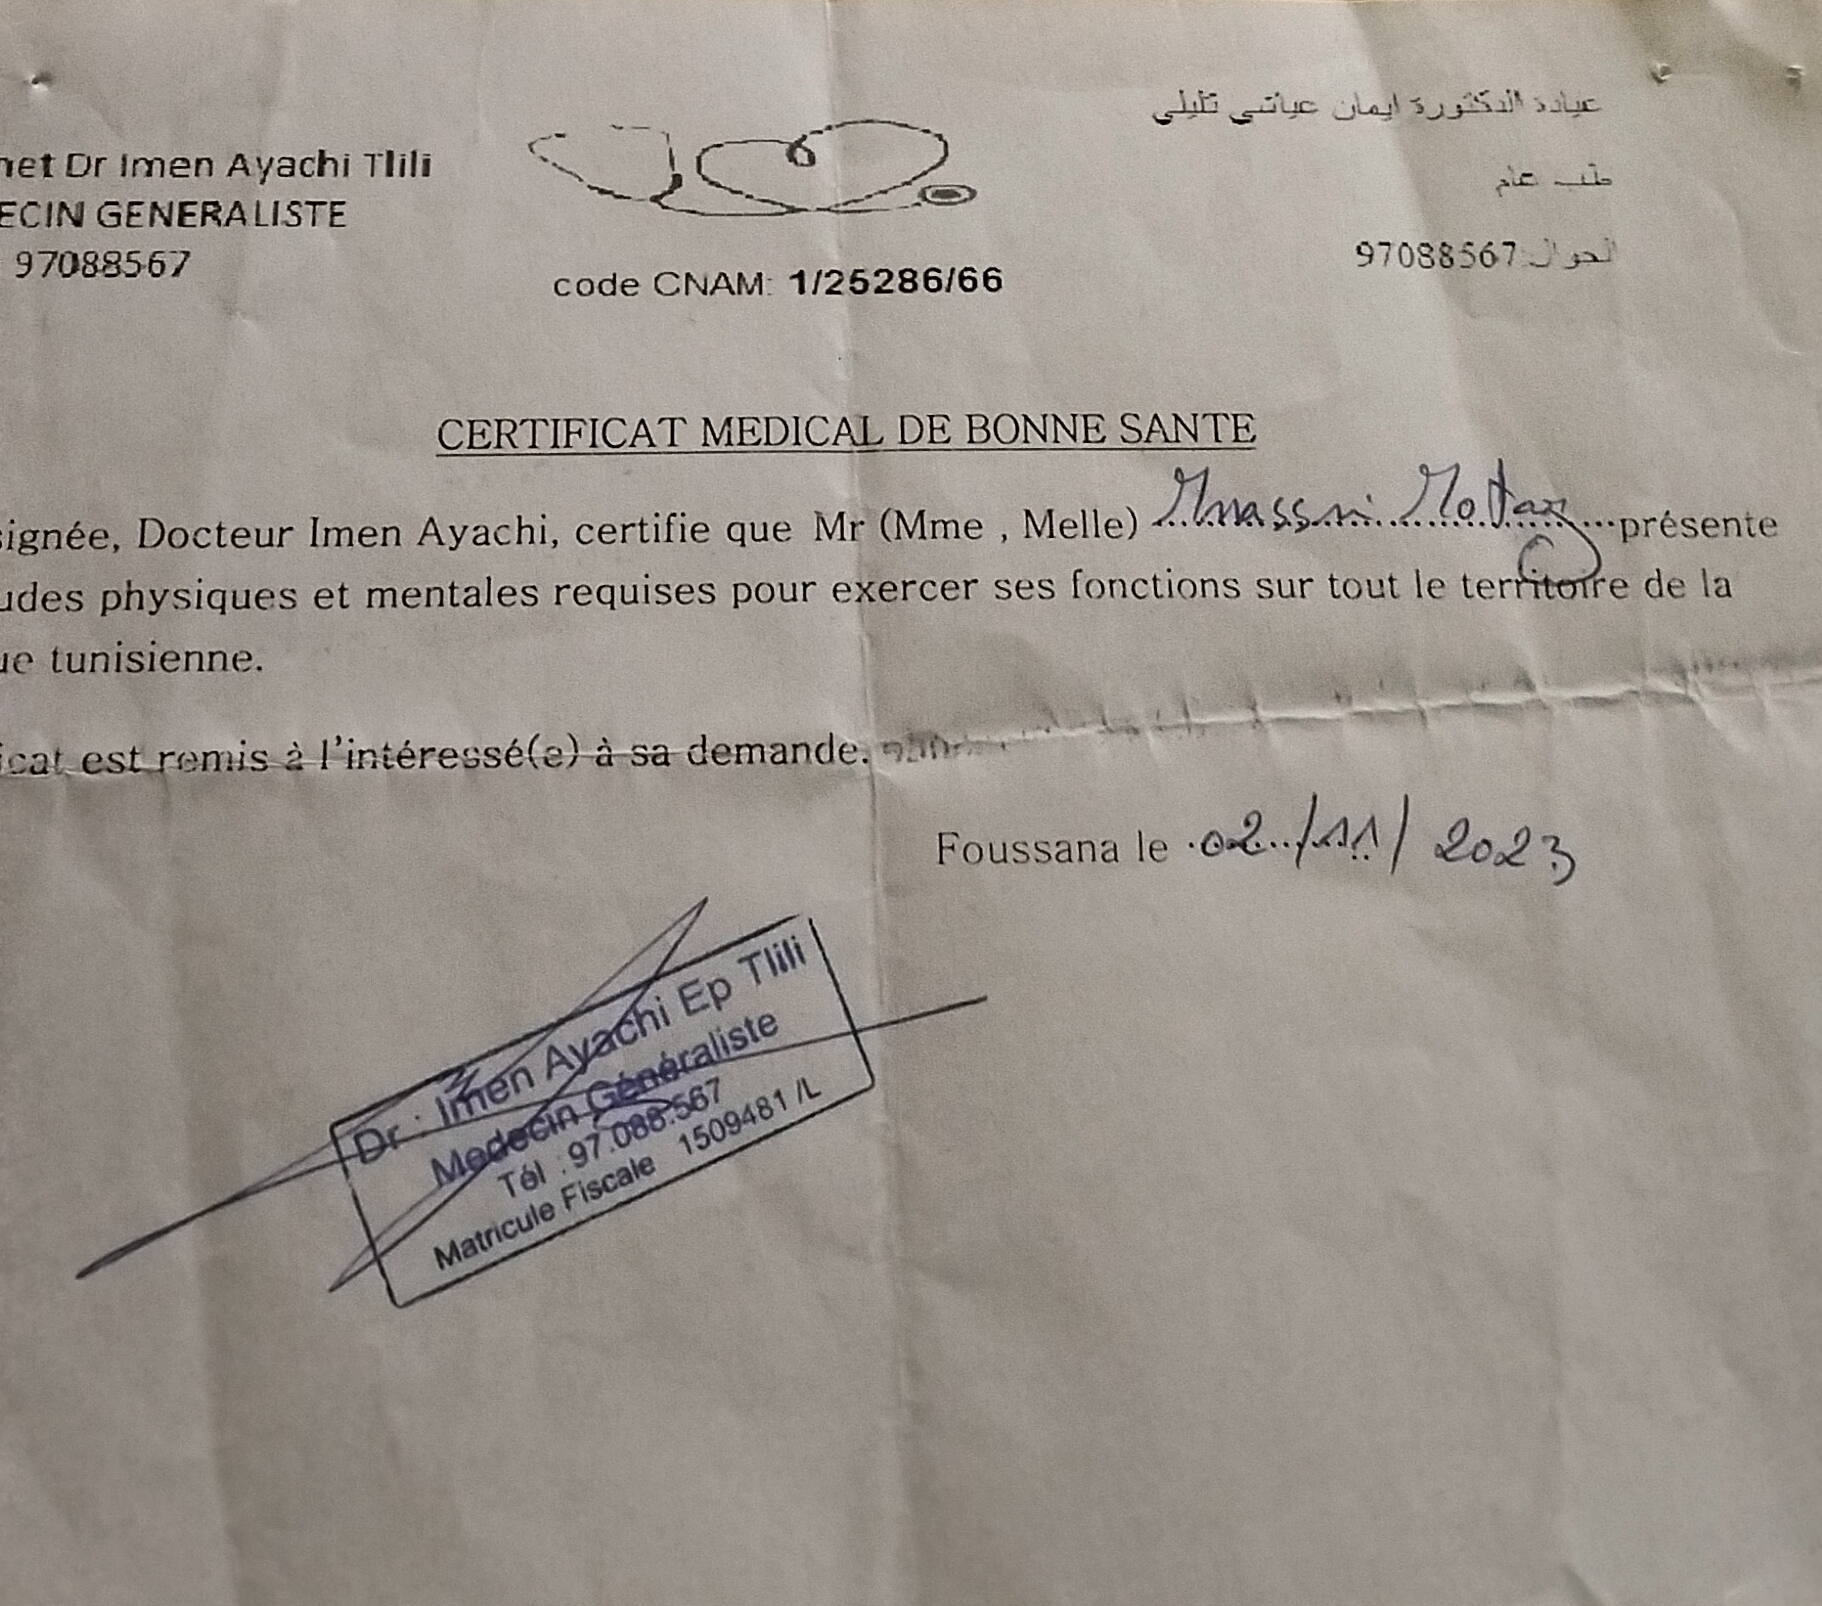 net Dr Imen Ayachi Tlili
ECIN GENERALISTE
97088567
code CNAM: 1/25286/66
عيادة الدكتورة ايمان عياشي تليلي
طب عام
الجوال:97088567
CERTIFICAT MEDICAL DE BONNE SANTE
signée, Docteur Imen Ayachi, certifie que Mr (Mme , Melle) Mnassri Motaz présente
udes physiques et mentales requises pour exercer ses fonctions sur tout le territoire de la
ue tunisienne.
icat est remis à l'intéressé(e) à sa demande.
Foussana le 02/11/2023
Dr : Imen Ayachi Ep Tlili
Medecin Généraliste
Tél : 97.088.567
Matricule Fiscale 1509481 /L